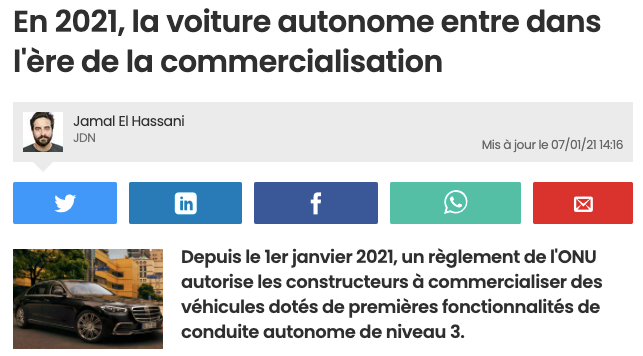 En 2021, la voiture autonome entre dans
l'ère de la commercialisation
Jamal El Hassani
JDN
Mis à jour le 07/01/21 14:16
in
f
Depuis le 1er janvier 2021, un règlement de l'ONU
autorise les constructeurs à commercialiser des
véhicules dotés de premières fonctionnalités de
conduite autonome de niveau 3.